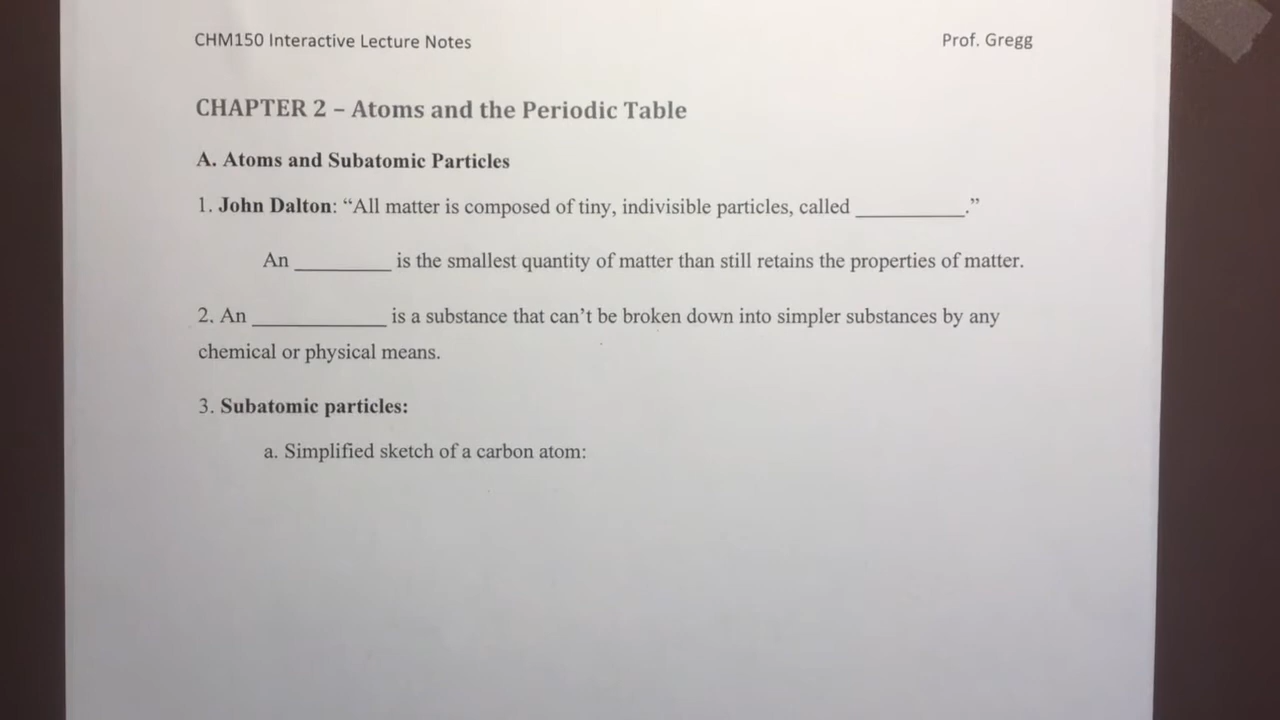 CHM150 Interactive Lecture Notes Prof. Gregg
CHAPTER 2 – Atoms and the Periodic Table
A. Atoms and Subatomic Particles
1. John Dalton: “All matter is composed of tiny, indivisible particles, called __________.”
An _________ is the smallest quantity of matter than still retains the properties of matter.
2. An ____________ is a substance that can’t be broken down into simpler substances by any
chemical or physical means.
3. Subatomic particles:
a. Simplified sketch of a carbon atom: